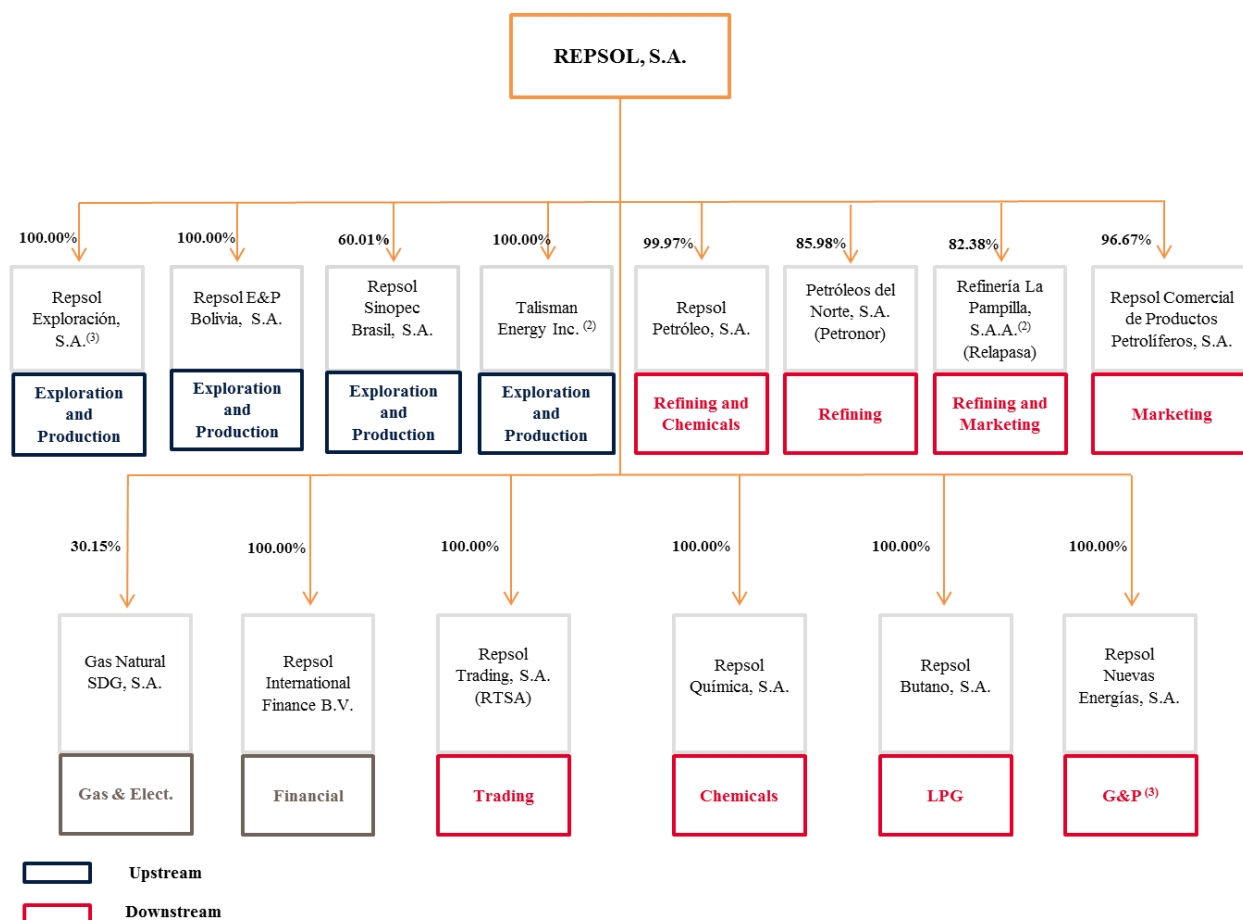 REPSOL, S.A.
100.00%
100.00%
60.01%
100.00%
99.97%
85.98%
82.38%
96.67%
Repsol
Exploración,
S.A.(3)
Repsol E&P
Bolivia, S.A.
Repsol
Sinopec
Brasil, S.A.
Talisman
Energy Inc. (2)
Repsol
Petróleo, S.A.
Petróleos del
Norte, S.A.
(Petronor)
Refinería La
Pampilla,
S.A.A.(2)
(Relapasa)
Repsol Comercial
de Productos
Petrolíferos, S.A.
Exploration
and
Production
Exploration
and
Production
Exploration
and
Production
Exploration
and
Production
Refining and
Chemicals
Refining
Refining and
Marketing
Marketing
30.15%
100.00%
100.00%
100.00%
100.00%
100.00%
Gas Natural
SDG, S.A.
Repsol
International
Finance B.V.
Repsol
Trading, S.A.
(RTSA)
Repsol
Química, S.A.
Repsol
Butano, S.A.
Repsol
Nuevas
Energías, S.A.
Gas & Elect.
Financial
Trading
Chemicals
LPG
G&P (3)
Upstream
Downstream